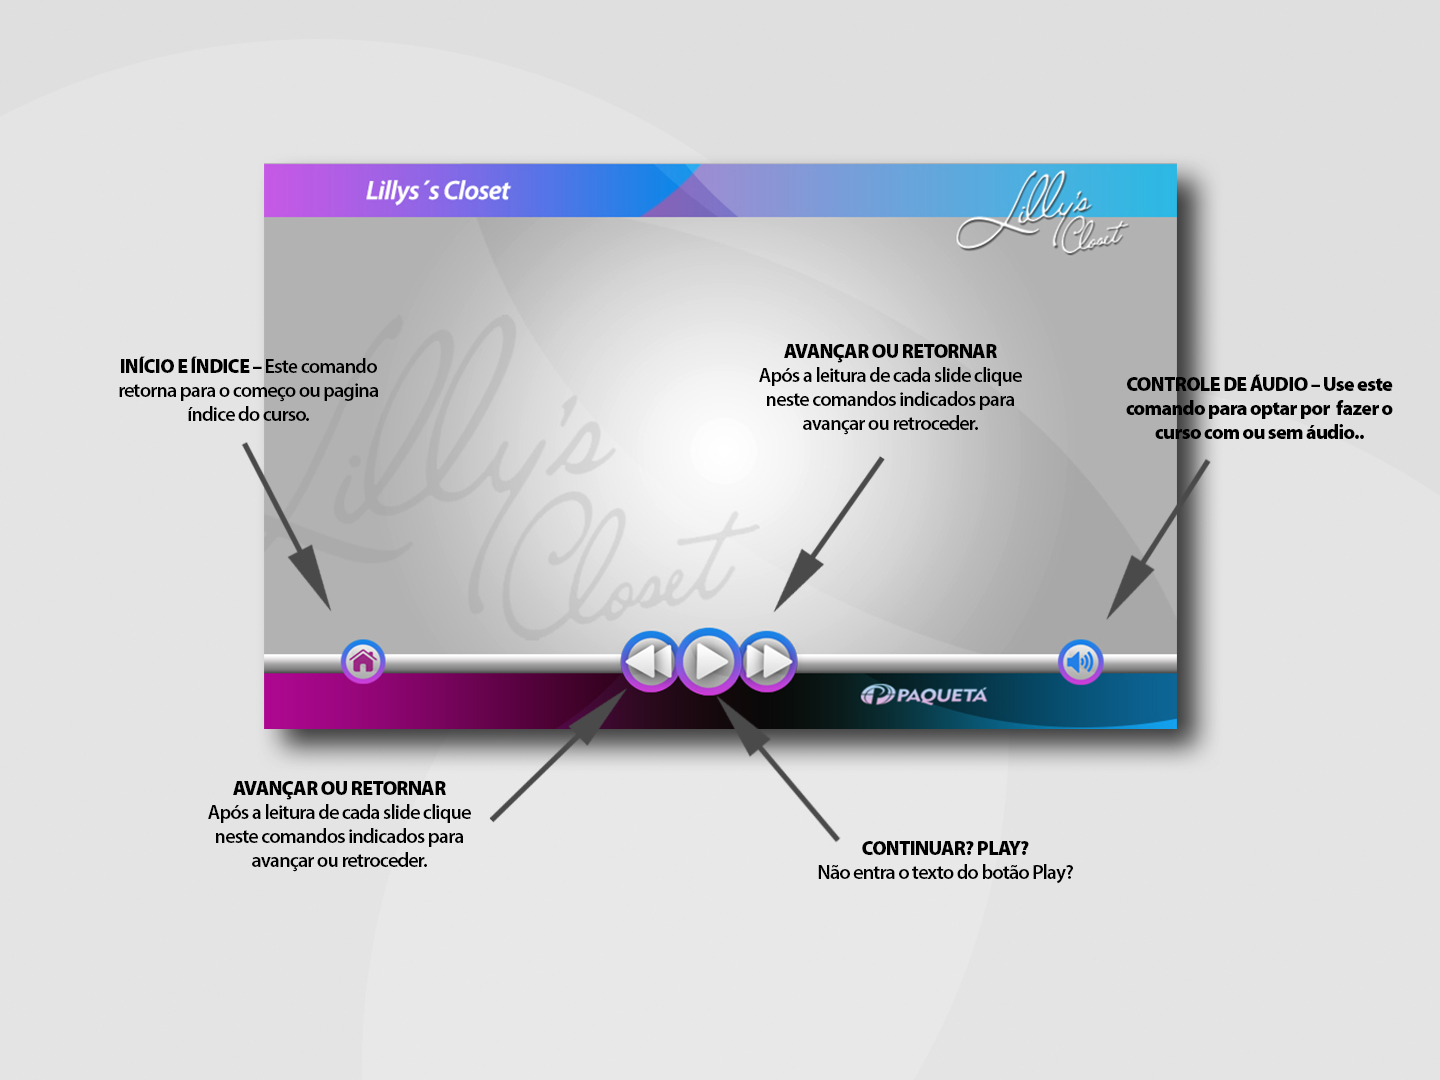 Lillys´s Closet
Lilly's
Closet
INÍCIO E ÍNDICE – Este comando
retorna para o começo ou pagina
índice do curso.
AVANÇAR OU RETORNAR
Após a leitura de cada slide clique
neste comandos indicados para
avançar ou retroceder.
CONTROLE DE ÁUDIO – Use este
comando para optar por  fazer o
curso com ou sem áudio..
Lilly's
Closet
PAQUETÁ
AVANÇAR OU RETORNAR
Após a leitura de cada slide clique
neste comandos indicados para
avançar ou retroceder.
CONTINUAR? PLAY?
Não entra o texto do botão Play?